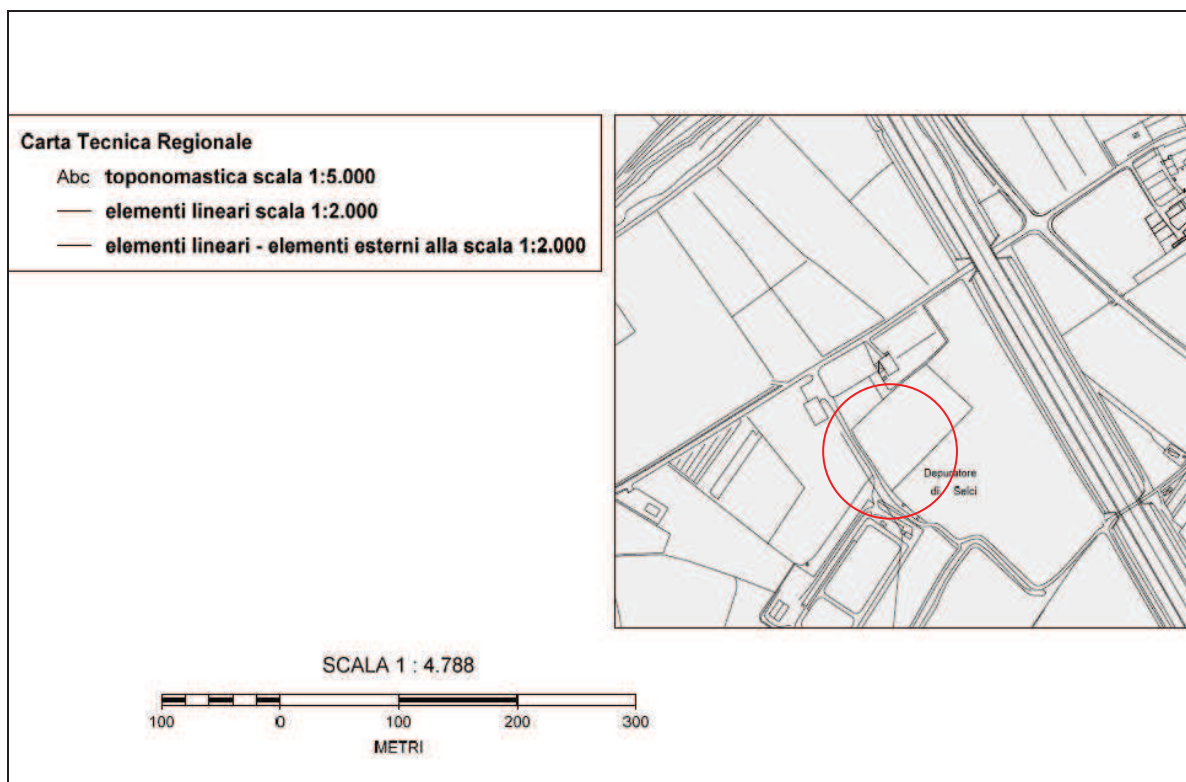 Carta Tecnica Regionale
Abc toponomastica scala 1:5.000
elementi lineari scala 1:2.000
elementi lineari - elementi esterni alla scala 1:2.000
Depuratore
di Selci
SCALA 1 : 4.788
100 0 100 200 300
METRI